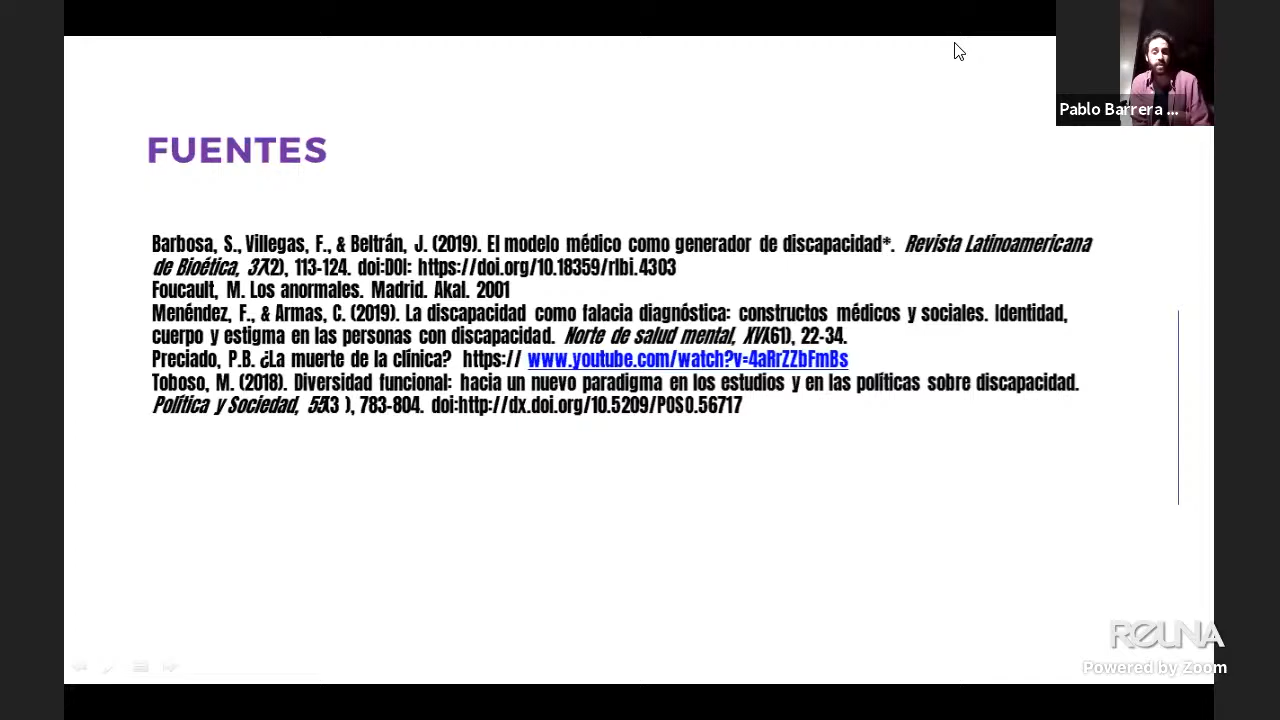 Pablo Barrera ...
FUENTES
Barbosa, S., Villegas, F., & Beltrán, J. (2019). El modelo médico como generador de discapacidad*. Revista Latinoamericana
de Bioética, 37(2), 113-124. doi:DOI: https://doi.org/10.18359/rlbi.4303
Foucault, M. Los anormales. Madrid. Akal. 2001
Menéndez, F., & Armas, C. (2019). La discapacidad como falacia diagnóstica: constructos médicos y sociales. Identidad,
cuerpo y estigma en las personas con discapacidad. Norte de salud mental, XVI(61), 22-34.
Preciado, P.B. ¿La muerte de la clínica? https:// www.youtube.com/watch?v=4aRrZZbFmBs
Toboso, M. (2018). Diversidad funcional: hacia un nuevo paradigma en los estudios y en las políticas sobre discapacidad.
Política y Sociedad, 55(3 ), 783-804. doi:http://dx.doi.org/10.5209/POSO.56717
REUNA
Powered by Zoom